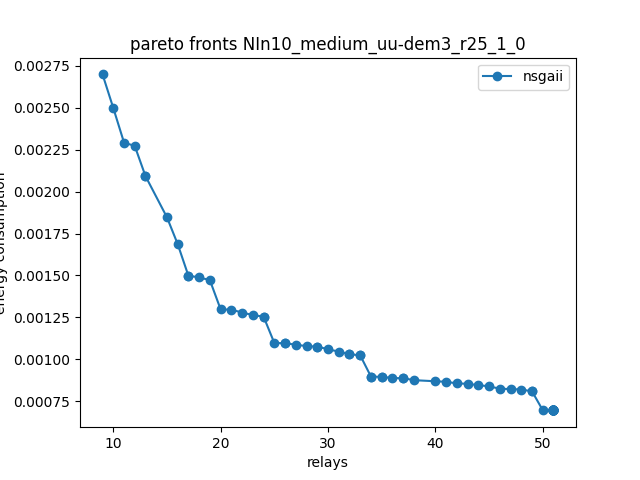 pareto fronts NIn10_medium_uu-dem3_r25_1_0
nsgaii
0.00275
0.00250
0.00225
0.00200
0.00175
0.00150
0.00125
0.00100
0.00075
energy consumption
10 20 30 40 50
relays